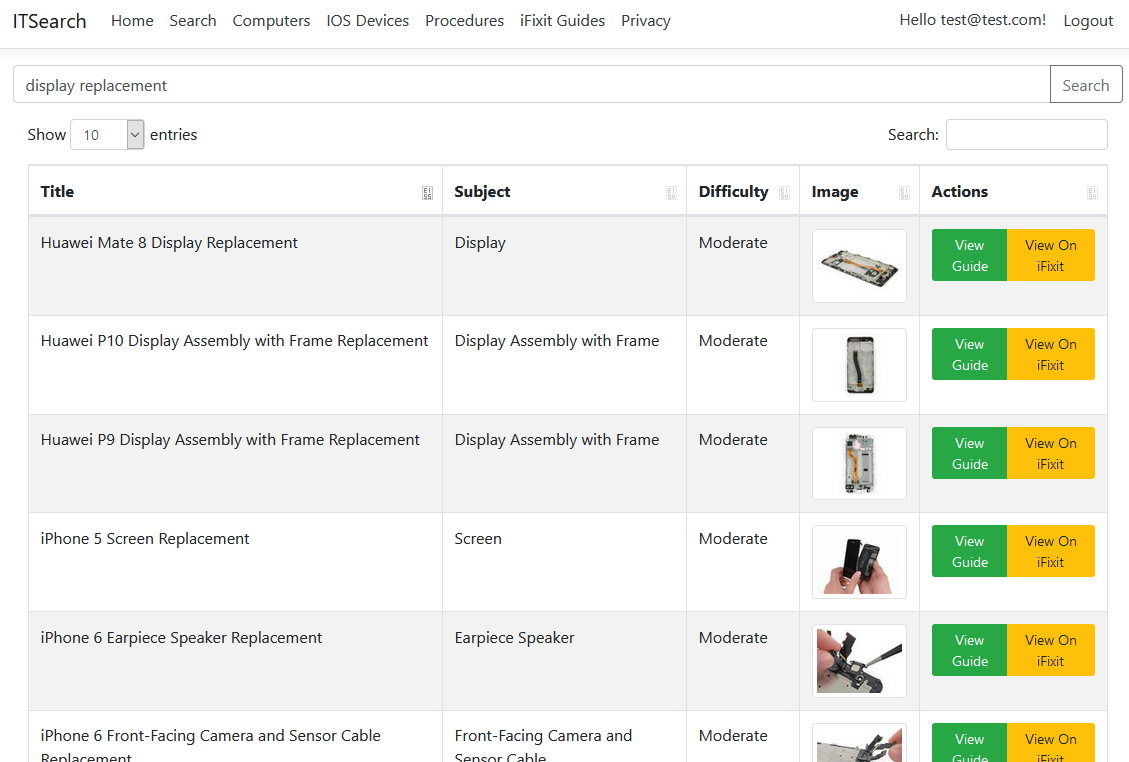 ITSearch Home Search Computers IOS Devices Procedures iFixit Guides Privacy Hello test@test.com! Logout
display replacement Search
Show 10 entries Search:
Title Subject Difficulty Image Actions
Huawei Mate 8 Display Replacement Display Moderate View Guide View On iFixit
Huawei P10 Display Assembly with Frame Replacement Display Assembly with Frame Moderate View Guide View On iFixit
Huawei P9 Display Assembly with Frame Replacement Display Assembly with Frame Moderate View Guide View On iFixit
iPhone 5 Screen Replacement Screen Moderate View Guide View On iFixit
iPhone 6 Earpiece Speaker Replacement Earpiece Speaker Moderate View Guide View On iFixit
iPhone 6 Front-Facing Camera and Sensor Cable Front-Facing Camera and Moderate View View On
Replacement Sensor Cable Guide iFixit